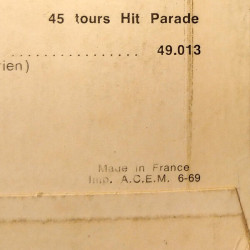 45 tours Hit Parade
........................ 49.013
rien)
Made in France
Imp. A.C.E.M. 6-69